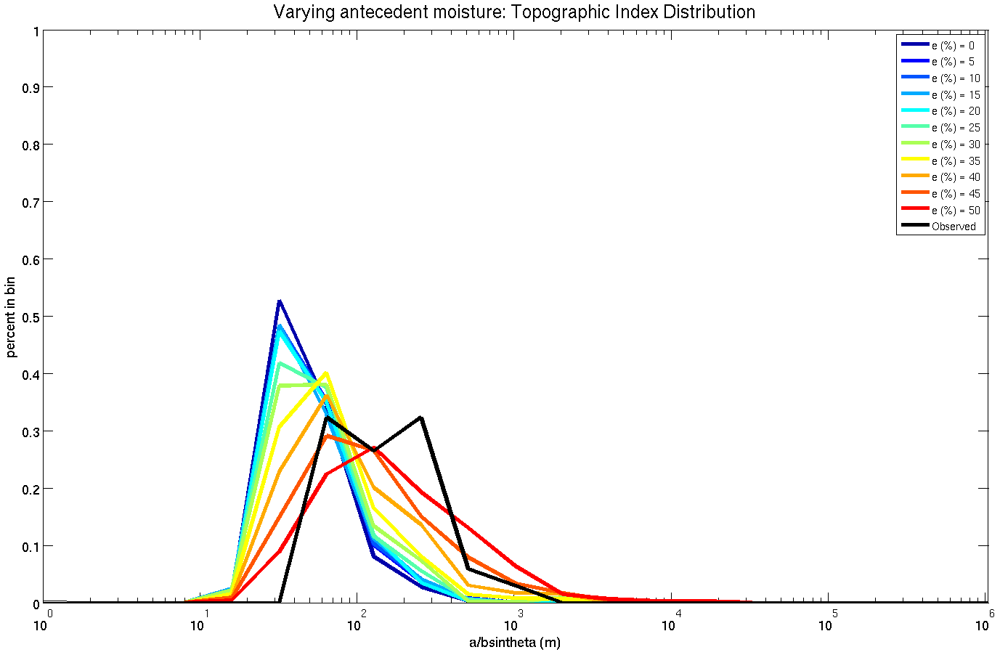 Varying antecedent moisture: Topographic Index Distribution
1
0.9
0.8
0.7
0.6
0.5
0.4
0.3
0.2
0.1
0
percent in bin
e (%) = 0
e (%) = 5
e (%) = 10
e (%) = 15
e (%) = 20
e (%) = 25
e (%) = 30
e (%) = 35
e (%) = 40
e (%) = 45
e (%) = 50
Observed
10^0 10^1 10^2 10^3 10^4 10^5 10^6
a/bsintheta (m)